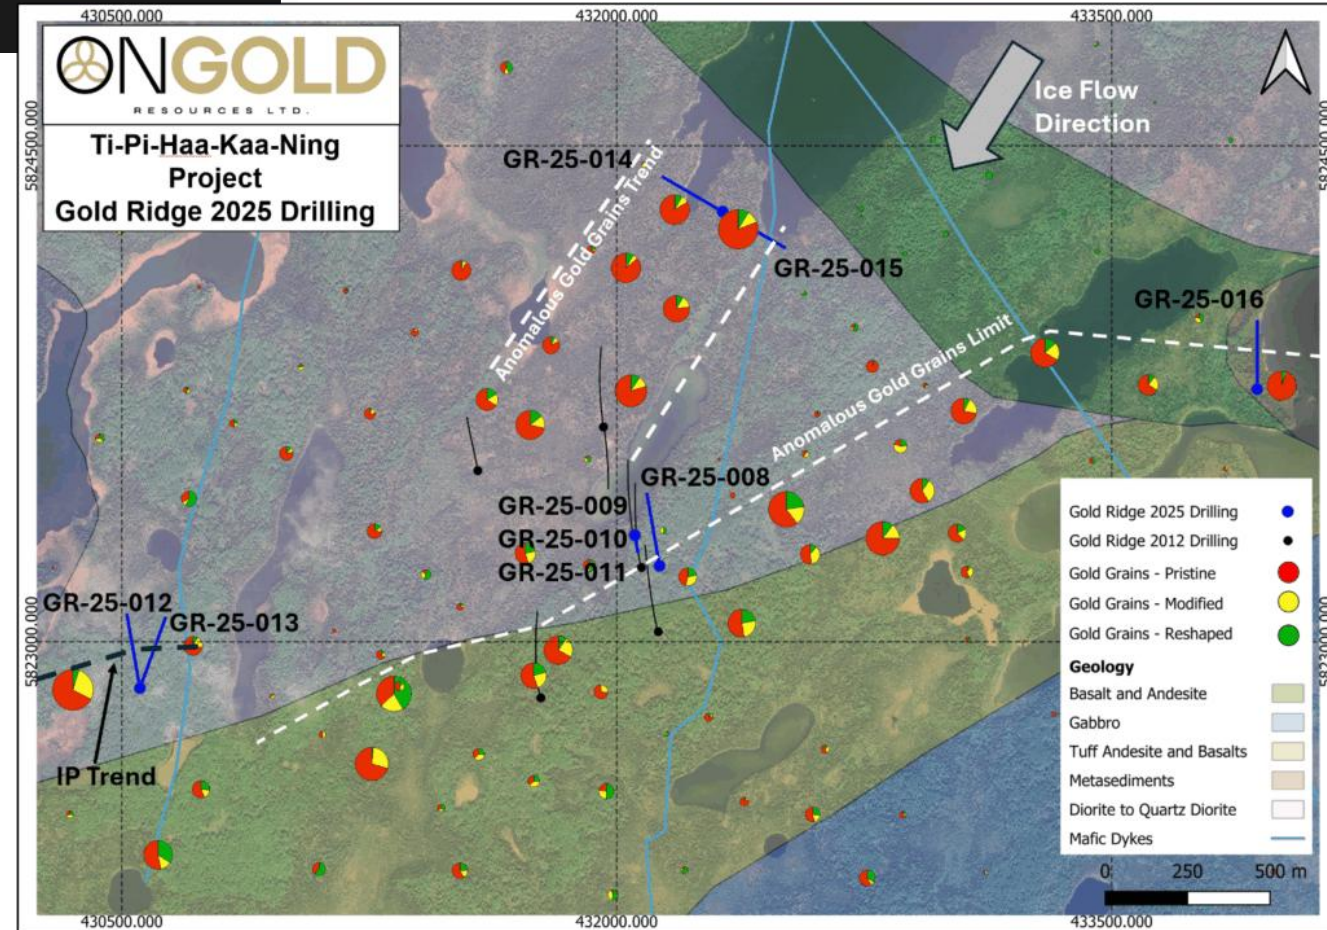 430500.000
432000.000
433500.000
ONGOLD
RESOURCES LTD.
Ti-Pi-Haa-Kaa-Ning
Project
Gold Ridge 2025 Drilling
Ice Flow
Direction
5824500.000
5824500.000
GR-25-014
Anomalous Gold Grains Trend
GR-25-015
GR-25-016
Anomalous Gold Grains Limit
GR-25-008
GR-25-009
GR-25-010
GR-25-011
GR-25-012
GR-25-013
5823000.000
5823000.000
IP Trend
Gold Ridge 2025 Drilling
Gold Ridge 2012 Drilling
Gold Grains - Pristine
Gold Grains - Modified
Gold Grains - Reshaped
Geology
Basalt and Andesite
Gabbro
Tuff Andesite and Basalts
Metasediments
Diorite to Quartz Diorite
Mafic Dykes
0 250 500 m
430500.000
432000.000
433500.000